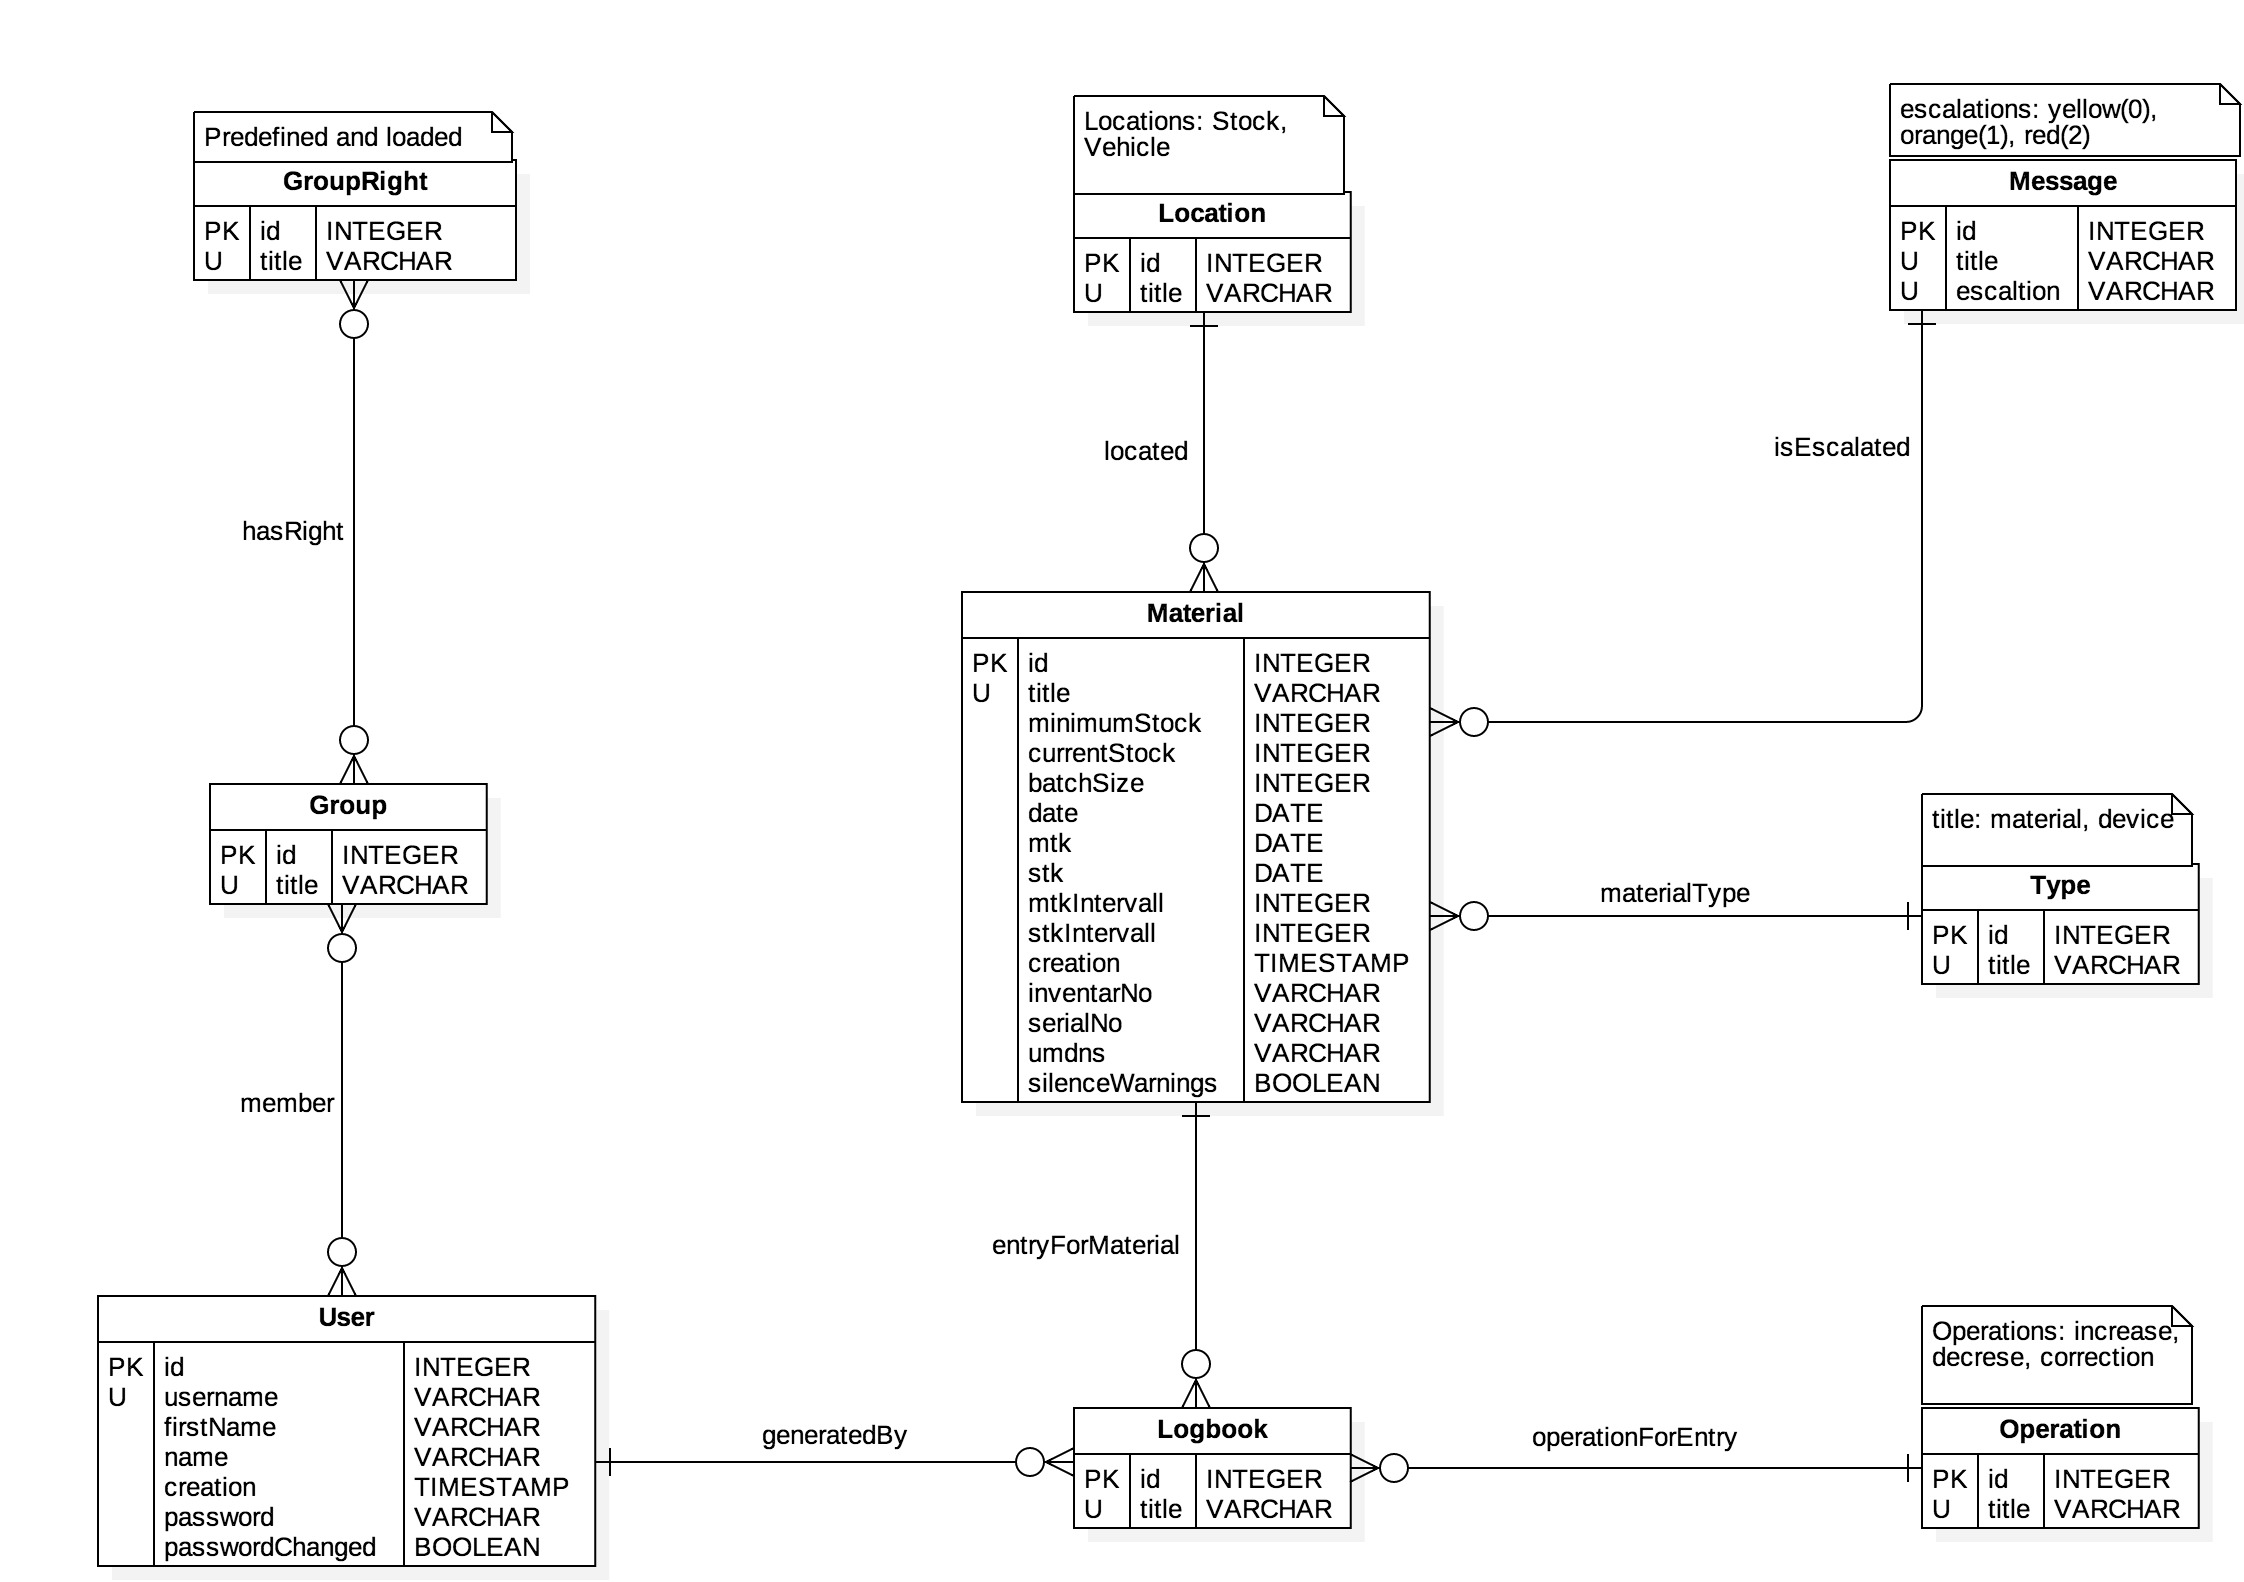 Predefined and loaded
GroupRight
PK id INTEGER
U title VARCHAR
hasRight
Group
PK id INTEGER
U title VARCHAR
member
User
PK id INTEGER
U username VARCHAR
firstName VARCHAR
name VARCHAR
creation TIMESTAMP
password VARCHAR
passwordChanged BOOLEAN
generatedBy
Locations: Stock,
Vehicle
Location
PK id INTEGER
U title VARCHAR
located
Material
PK id INTEGER
U title VARCHAR
minimumStock INTEGER
currentStock INTEGER
batchSize INTEGER
date DATE
mtk DATE
stk DATE
mtkIntervall INTEGER
stkIntervall INTEGER
creation TIMESTAMP
inventarNo VARCHAR
serialNo VARCHAR
umdns VARCHAR
silenceWarnings BOOLEAN
entryForMaterial
Logbook
PK id INTEGER
U title VARCHAR
escalations: yellow(0),
orange(1), red(2)
Message
PK id INTEGER
U title VARCHAR
U escaltion VARCHAR
isEscalated
title: material, device
Type
PK id INTEGER
U title VARCHAR
materialType
Operations: increase,
decrese, correction
Operation
PK id INTEGER
U title VARCHAR
operationForEntry